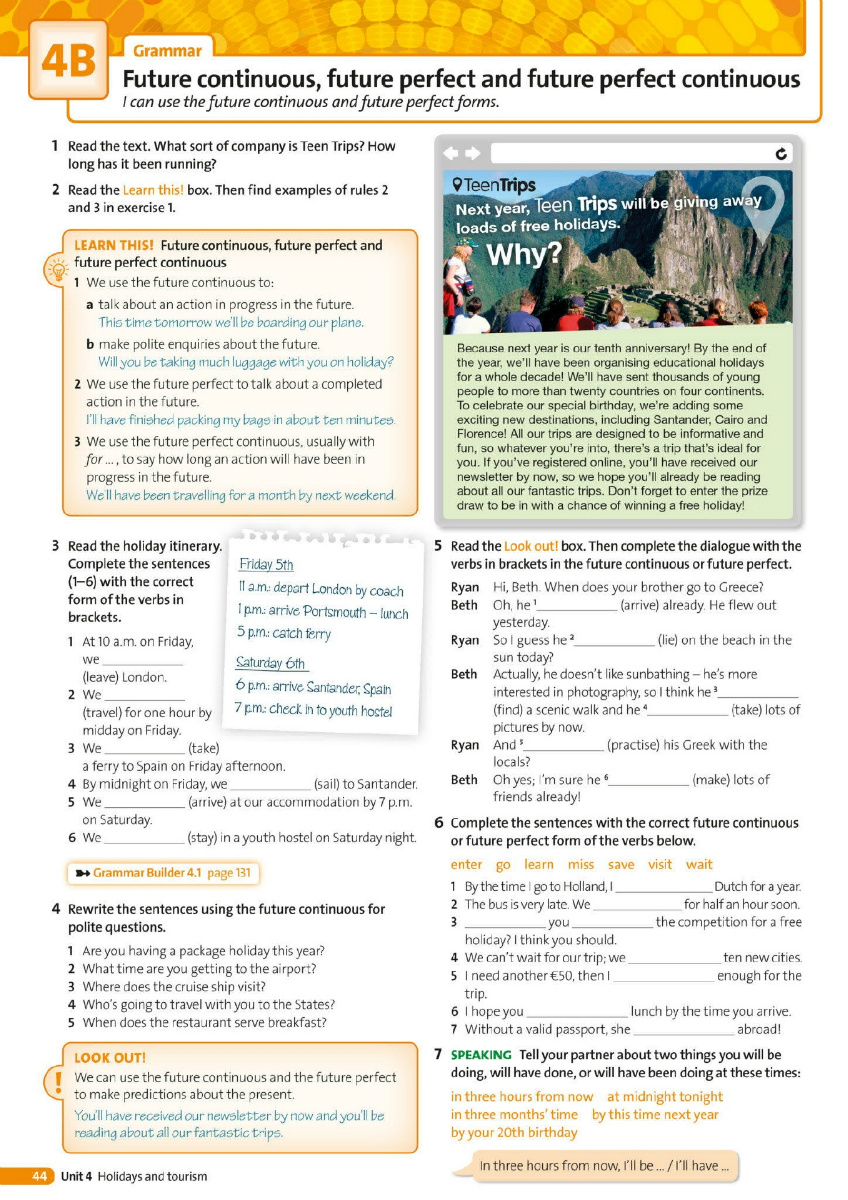 4B
Grammar
Future continuous, future perfect and future perfect continuous
I can use the future continuous and future perfect forms.
1 Read the text. What sort of company is Teen Trips? How
long has it been running?
2 Read the Learn this! box. Then find examples of rules 2
and 3 in exercise 1.
LEARN THIS! Future continuous, future perfect and
future perfect continuous
1 We use the future continuous to:
a talk about an action in progress in the future.
This time tomorrow we'll be boarding our plane.
b make polite enquiries about the future.
Will you be taking much luggage with you on holiday?
2 We use the future perfect to talk about a completed
action in the future.
I'll have finished packing my bags in about ten minutes.
3 We use the future perfect continuous, usually with
for ... , to say how long an action will have been in
progress in the future.
We'll have been travelling for a month by next weekend.
TeenTrips
Next year, Teen Trips will be giving away
loads of free holidays.
Why?
Because next year is our tenth anniversary! By the end of
the year, we'll have been organising educational holidays
for a whole decade! We'll have sent thousands of young
people to more than twenty countries on four continents.
To celebrate our special birthday, we're adding some
exciting new destinations, including Santander, Cairo and
Florence! All our trips are designed to be informative and
fun, so whatever you're into, there's a trip that's ideal for
you. If you've registered online, you'll have received our
newsletter by now, so we hope you'll already be reading
about all our fantastic trips. Don't forget to enter the prize
draw to be in with a chance of winning a free holiday!
3 Read the holiday itinerary.
Complete the sentences
(1–6) with the correct
form of the verbs in
brackets.
Friday 5th
11 a.m.: depart London by coach
1 p.m.: arrive Portsmouth – lunch
5 p.m.: catch ferry
Saturday 6th
6 p.m.: arrive Santander, Spain
7 p.m.: check in to youth hostel
1 At 10 a.m. on Friday,
we ____________
(leave) London.
2 We ____________
(travel) for one hour by
midday on Friday.
3 We ____________ (take)
a ferry to Spain on Friday afternoon.
4 By midnight on Friday, we ____________ (sail) to Santander.
5 We ____________ (arrive) at our accommodation by 7 p.m.
on Saturday.
6 We ____________ (stay) in a youth hostel on Saturday night.
Grammar Builder 4.1 page 131
4 Rewrite the sentences using the future continuous for
polite questions.
1 Are you having a package holiday this year?
2 What time are you getting to the airport?
3 Where does the cruise ship visit?
4 Who's going to travel with you to the States?
5 When does the restaurant serve breakfast?
LOOK OUT!
! We can use the future continuous and the future perfect
to make predictions about the present.
You'll have received our newsletter by now and you'll be
reading about all our fantastic trips.
5 Read the Look out! box. Then complete the dialogue with the
verbs in brackets in the future continuous or future perfect.
Ryan Hi, Beth. When does your brother go to Greece?
Beth Oh, he 1____________ (arrive) already. He flew out
yesterday.
Ryan So I guess he 2____________ (lie) on the beach in the
sun today?
Beth Actually, he doesn't like sunbathing – he's more
interested in photography, so I think he 3____________
(find) a scenic walk and he 4____________ (take) lots of
pictures by now.
Ryan And 5____________ (practise) his Greek with the
locals?
Beth Oh yes; I'm sure he 6____________ (make) lots of
friends already!
6 Complete the sentences with the correct future continuous
or future perfect form of the verbs below.
enter go learn miss save visit wait
1 By the time I go to Holland, I ____________ Dutch for a year.
2 The bus is very late. We ____________ for half an hour soon.
3 ____________ you ____________ the competition for a free
holiday? I think you should.
4 We can't wait for our trip; we ____________ ten new cities.
5 I need another €50, then I ____________ enough for the
trip.
6 I hope you ____________ lunch by the time you arrive.
7 Without a valid passport, she ____________ abroad!
7 SPEAKING Tell your partner about two things you will be
doing, will have done, or will have been doing at these times:
in three hours from now at midnight tonight
in three months' time by this time next year
by your 20th birthday
In three hours from now, I'll be ... / I'll have ...
44 Unit 4 Holidays and tourism